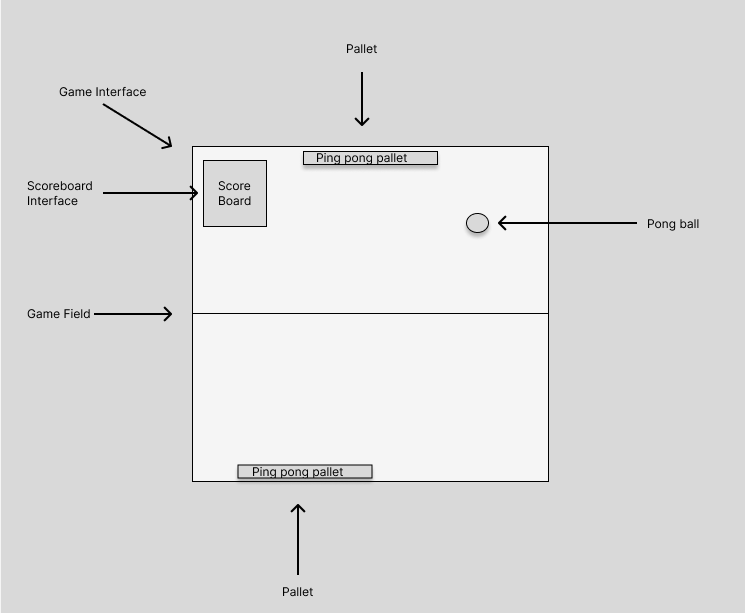 Pallet
Game Interface
Ping pong pallet
Scoreboard
Interface
Score
Board
Pong ball
Game Field
Ping pong pallet
Pallet